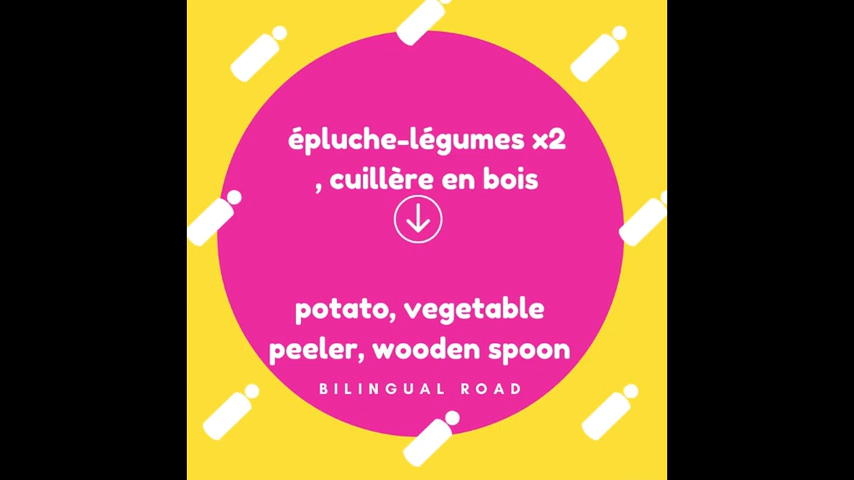 épluche-légumes x2
, cuillère en bois
potato, vegetable
peeler, wooden spoon
BILINGUAL ROAD